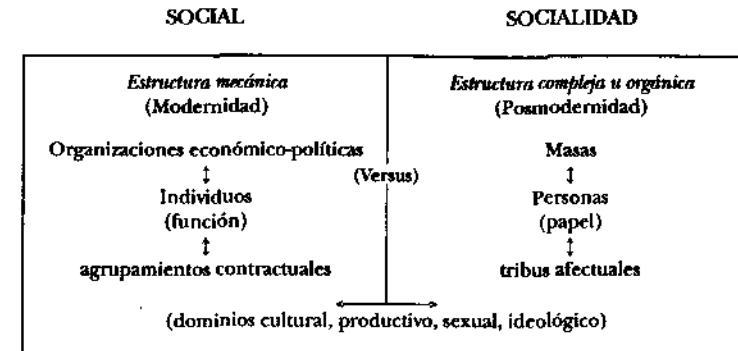 SOCIAL
SOCIALIDAD
Estructura mecánica
(Modernidad)
Organizaciones económico-políticas
↕
Individuos
(función)
↕
agrupamientos contractuales
(Versus)
Estructura compleja u orgánica
(Posmodernidad)
Masas
↕
Personas
(papel)
↕
tribus afectuales
(dominios cultural, productivo, sexual, ideológico)